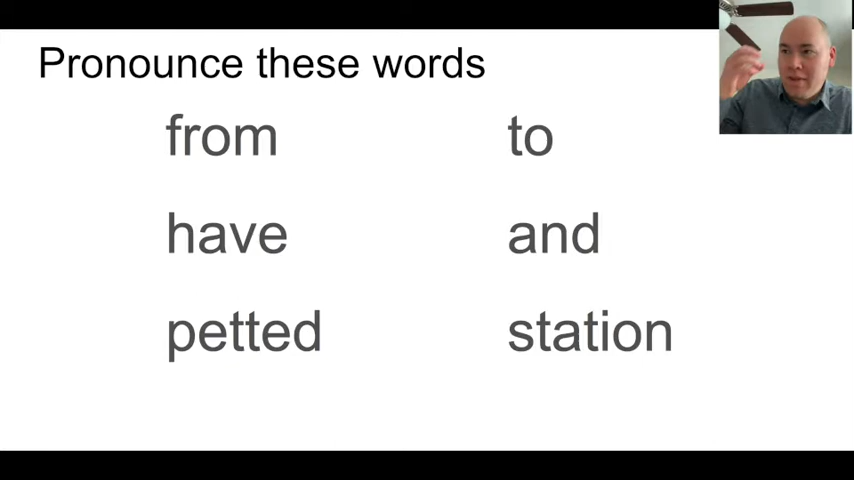 Pronounce these words
from to
have and
petted station